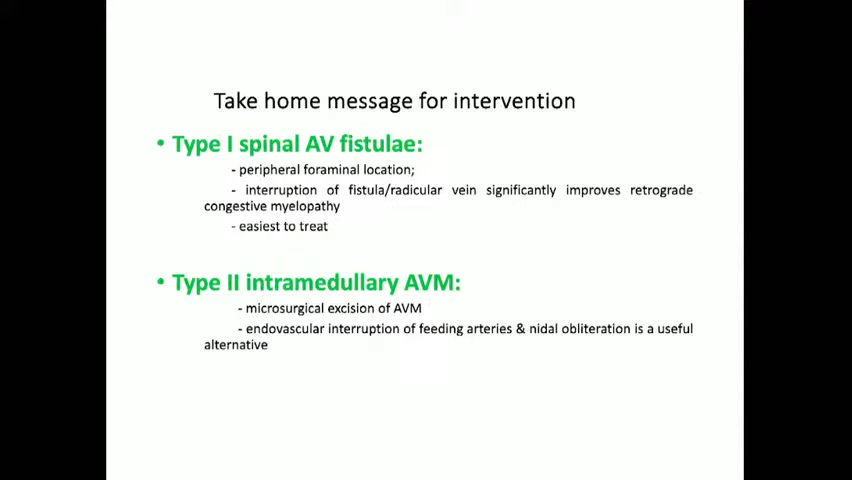 Take home message for intervention
• Type I spinal AV fistulae:
- peripheral foraminal location;
- interruption of fistula/radicular vein significantly improves retrograde
congestive myelopathy
- easiest to treat
• Type II intramedullary AVM:
- microsurgical excision of AVM
- endovascular interruption of feeding arteries & nidal obliteration is a useful
alternative